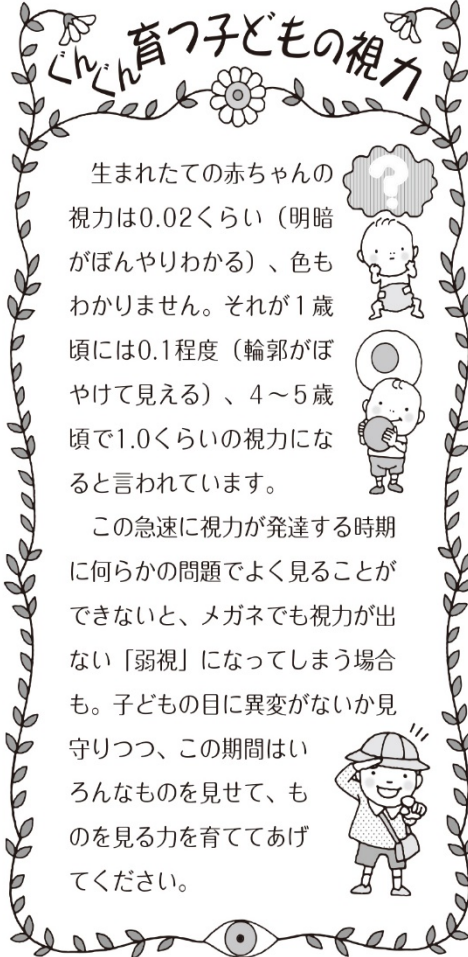 ぐんぐん育つ子どもの視力
?
　生まれたての赤ちゃんの
視力は0.02くらい（明暗
がぼんやりわかる）、色も
わかりません。それが１歳
頃には0.1程度（輪郭がぼ
やけて見える）、４～５歳
頃で1.0くらいの視力にな
ると言われています。
　この急速に視力が発達する時期
に何らかの問題でよく見ることが
できないと、メガネでも視力が出
ない「弱視」になってしまう場合
も。子どもの目に異変がないか見
守りつつ、この期間はい
ろんなものを見せて、も
のを見る力を育ててあげ
てください。